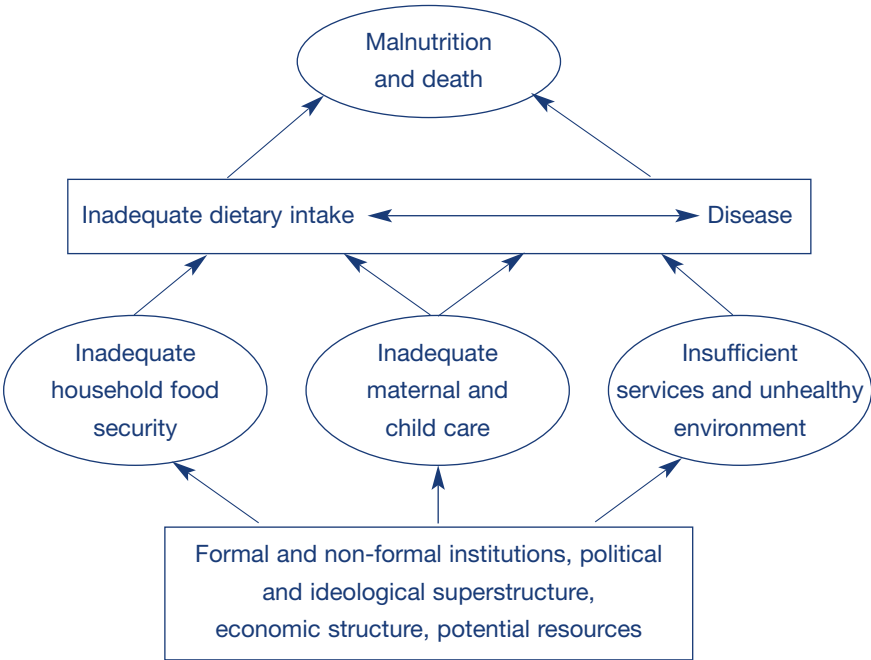 Malnutrition
and death
Inadequate dietary intake
Disease
Inadequate
household food
security
Inadequate
maternal and
child care
Insufficient
services and unhealthy
environment
Formal and non-formal institutions, political
and ideological superstructure,
economic structure, potential resources